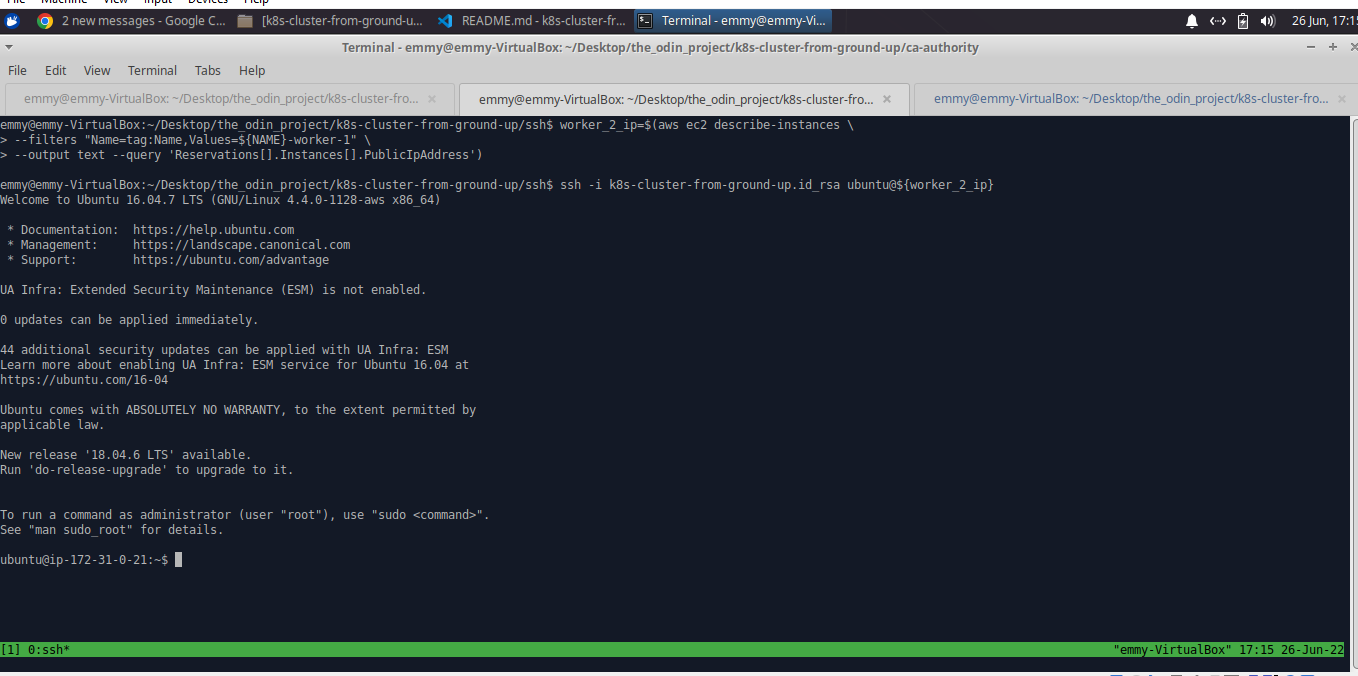 File Machine View Input Devices Help
2 new messages - Google C... [k8s-cluster-from-ground-u... README.md - k8s-cluster-fr... Terminal - emmy@emmy-Vi... 26 Jun, 17:15
Terminal - emmy@emmy-VirtualBox: ~/Desktop/the_odin_project/k8s-cluster-from-ground-up/ca-authority
File Edit View Terminal Tabs Help
emmy@emmy-VirtualBox: ~/Desktop/the_odin_project/k8s-cluster-fro... emmy@emmy-VirtualBox: ~/Desktop/the_odin_project/k8s-cluster-fro... emmy@emmy-VirtualBox: ~/Desktop/the_odin_project/k8s-cluster-fro...
emmy@emmy-VirtualBox:~/Desktop/the_odin_project/k8s-cluster-from-ground-up/ssh$ worker_2_ip=$(aws ec2 describe-instances \
> --filters "Name=tag:Name,Values=${NAME}-worker-1" \
> --output text --query 'Reservations[].Instances[].PublicIpAddress')
emmy@emmy-VirtualBox:~/Desktop/the_odin_project/k8s-cluster-from-ground-up/ssh$ ssh -i k8s-cluster-from-ground-up.id_rsa ubuntu@${worker_2_ip}
Welcome to Ubuntu 16.04.7 LTS (GNU/Linux 4.4.0-1128-aws x86_64)
* Documentation: https://help.ubuntu.com
* Management: https://landscape.canonical.com
* Support: https://ubuntu.com/advantage
UA Infra: Extended Security Maintenance (ESM) is not enabled.
0 updates can be applied immediately.
44 additional security updates can be applied with UA Infra: ESM
Learn more about enabling UA Infra: ESM service for Ubuntu 16.04 at
https://ubuntu.com/16-04
Ubuntu comes with ABSOLUTELY NO WARRANTY, to the extent permitted by
applicable law.
New release '18.04.6 LTS' available.
Run 'do-release-upgrade' to upgrade to it.
To run a command as administrator (user "root"), use "sudo <command>".
See "man sudo_root" for details.
ubuntu@ip-172-31-0-21:~$
[1] 0:ssh* "emmy-VirtualBox" 17:15 26-Jun-22